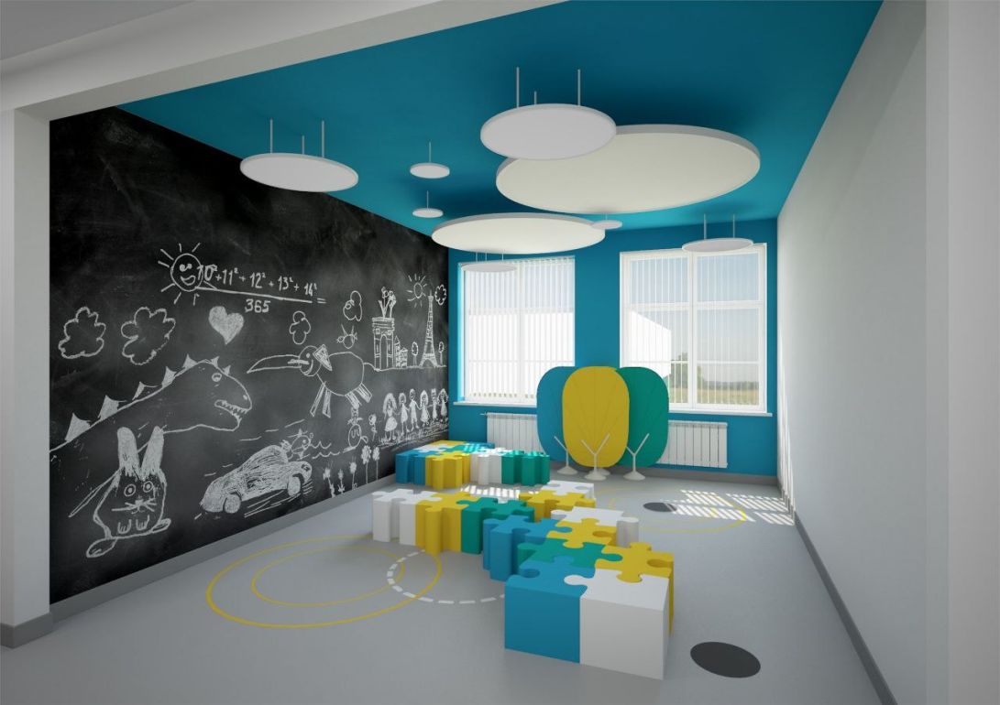 10² + 11² + 12² + 13² + 14² =
365